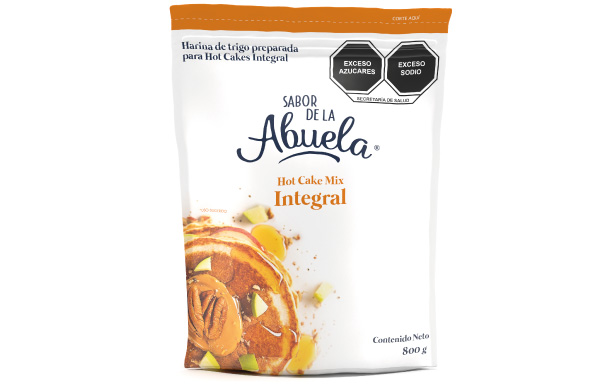 CORTE AQUÍ
Harina de trigo preparada
para Hot Cakes Integral
EXCESO
AZÚCARES
EXCESO
SODIO
SECRETARÍA DE SALUD
SABOR
DE LA
Abuela®
Hot Cake Mix
Integral
Contenido Neto
800 g